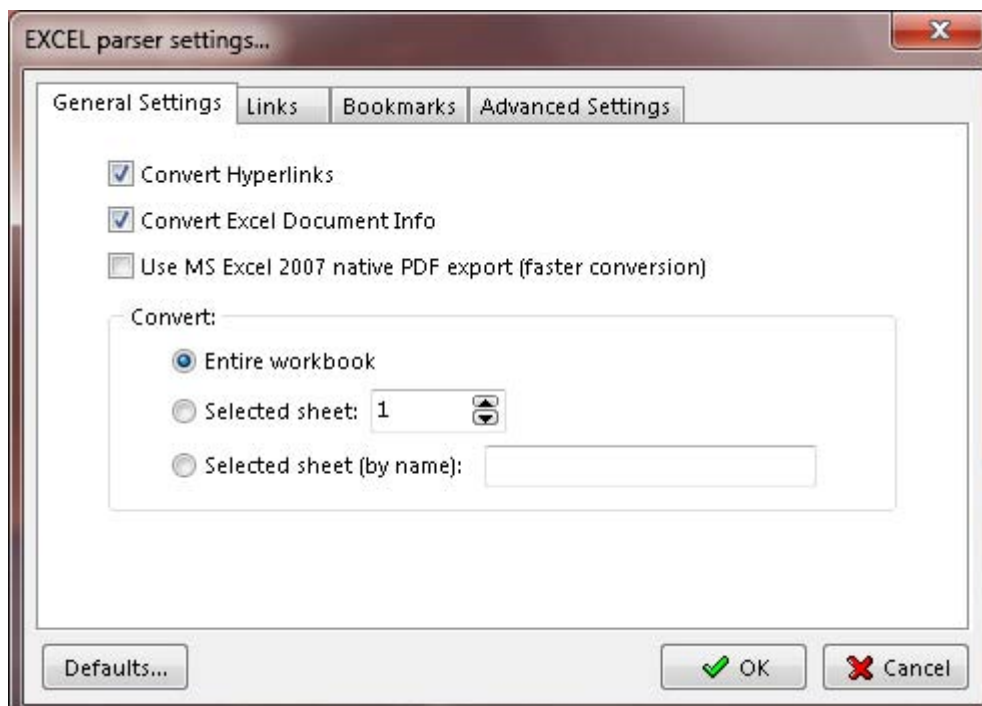 EXCEL parser settings...
General Settings Links Bookmarks Advanced Settings
Convert Hyperlinks
Convert Excel Document Info
Use MS Excel 2007 native PDF export (faster conversion)
Convert:
Entire workbook
Selected sheet: 1
Selected sheet (by name):
Defaults... OK Cancel